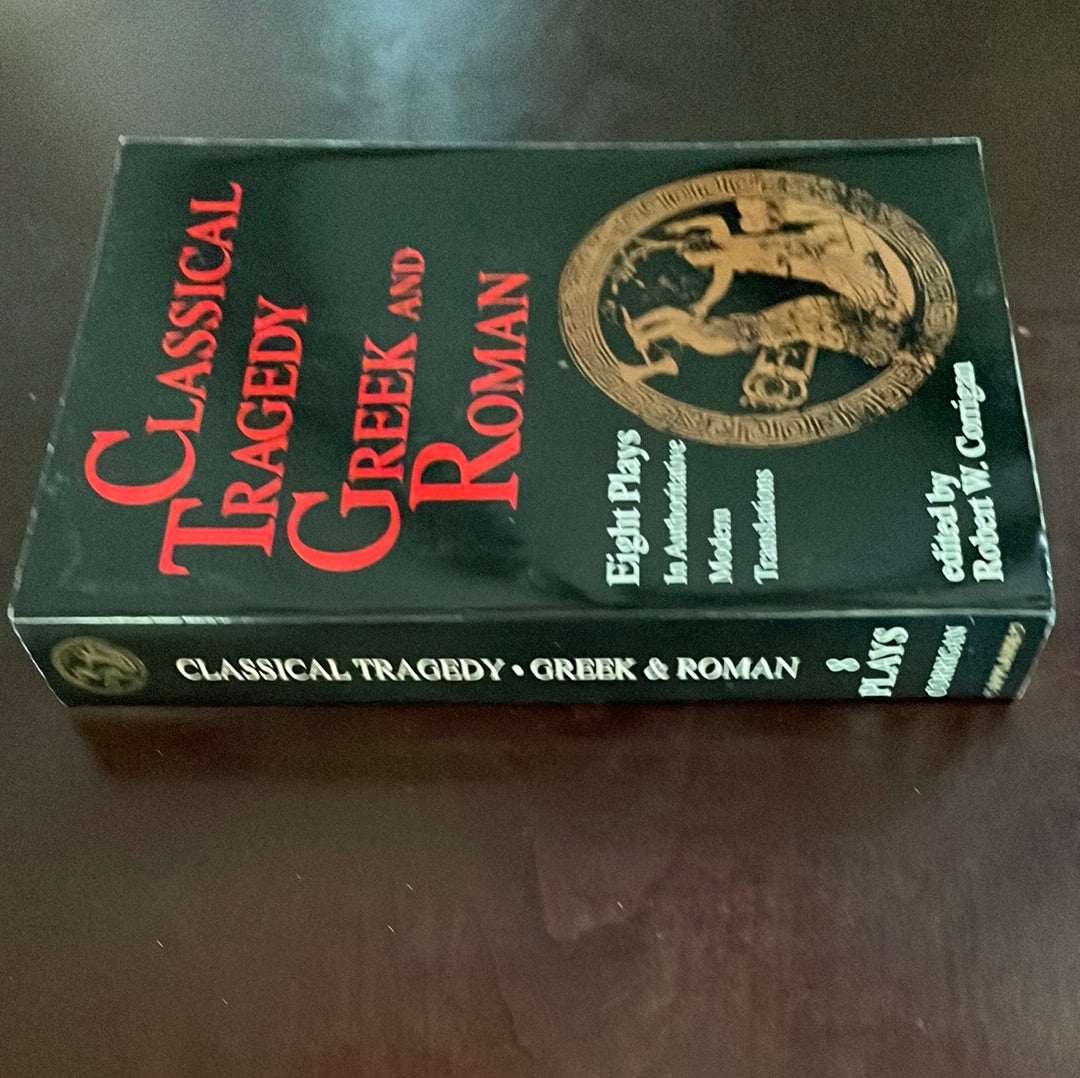 CLASSICAL
TRAGEDY
GREEK AND
ROMAN
Eight Plays
In Authoritative
Modern
Translations
edited by
Robert W. Corrigan
CLASSICAL TRAGEDY • GREEK & ROMAN
8
PLAYS
CORRIGAN
APPLAUSE